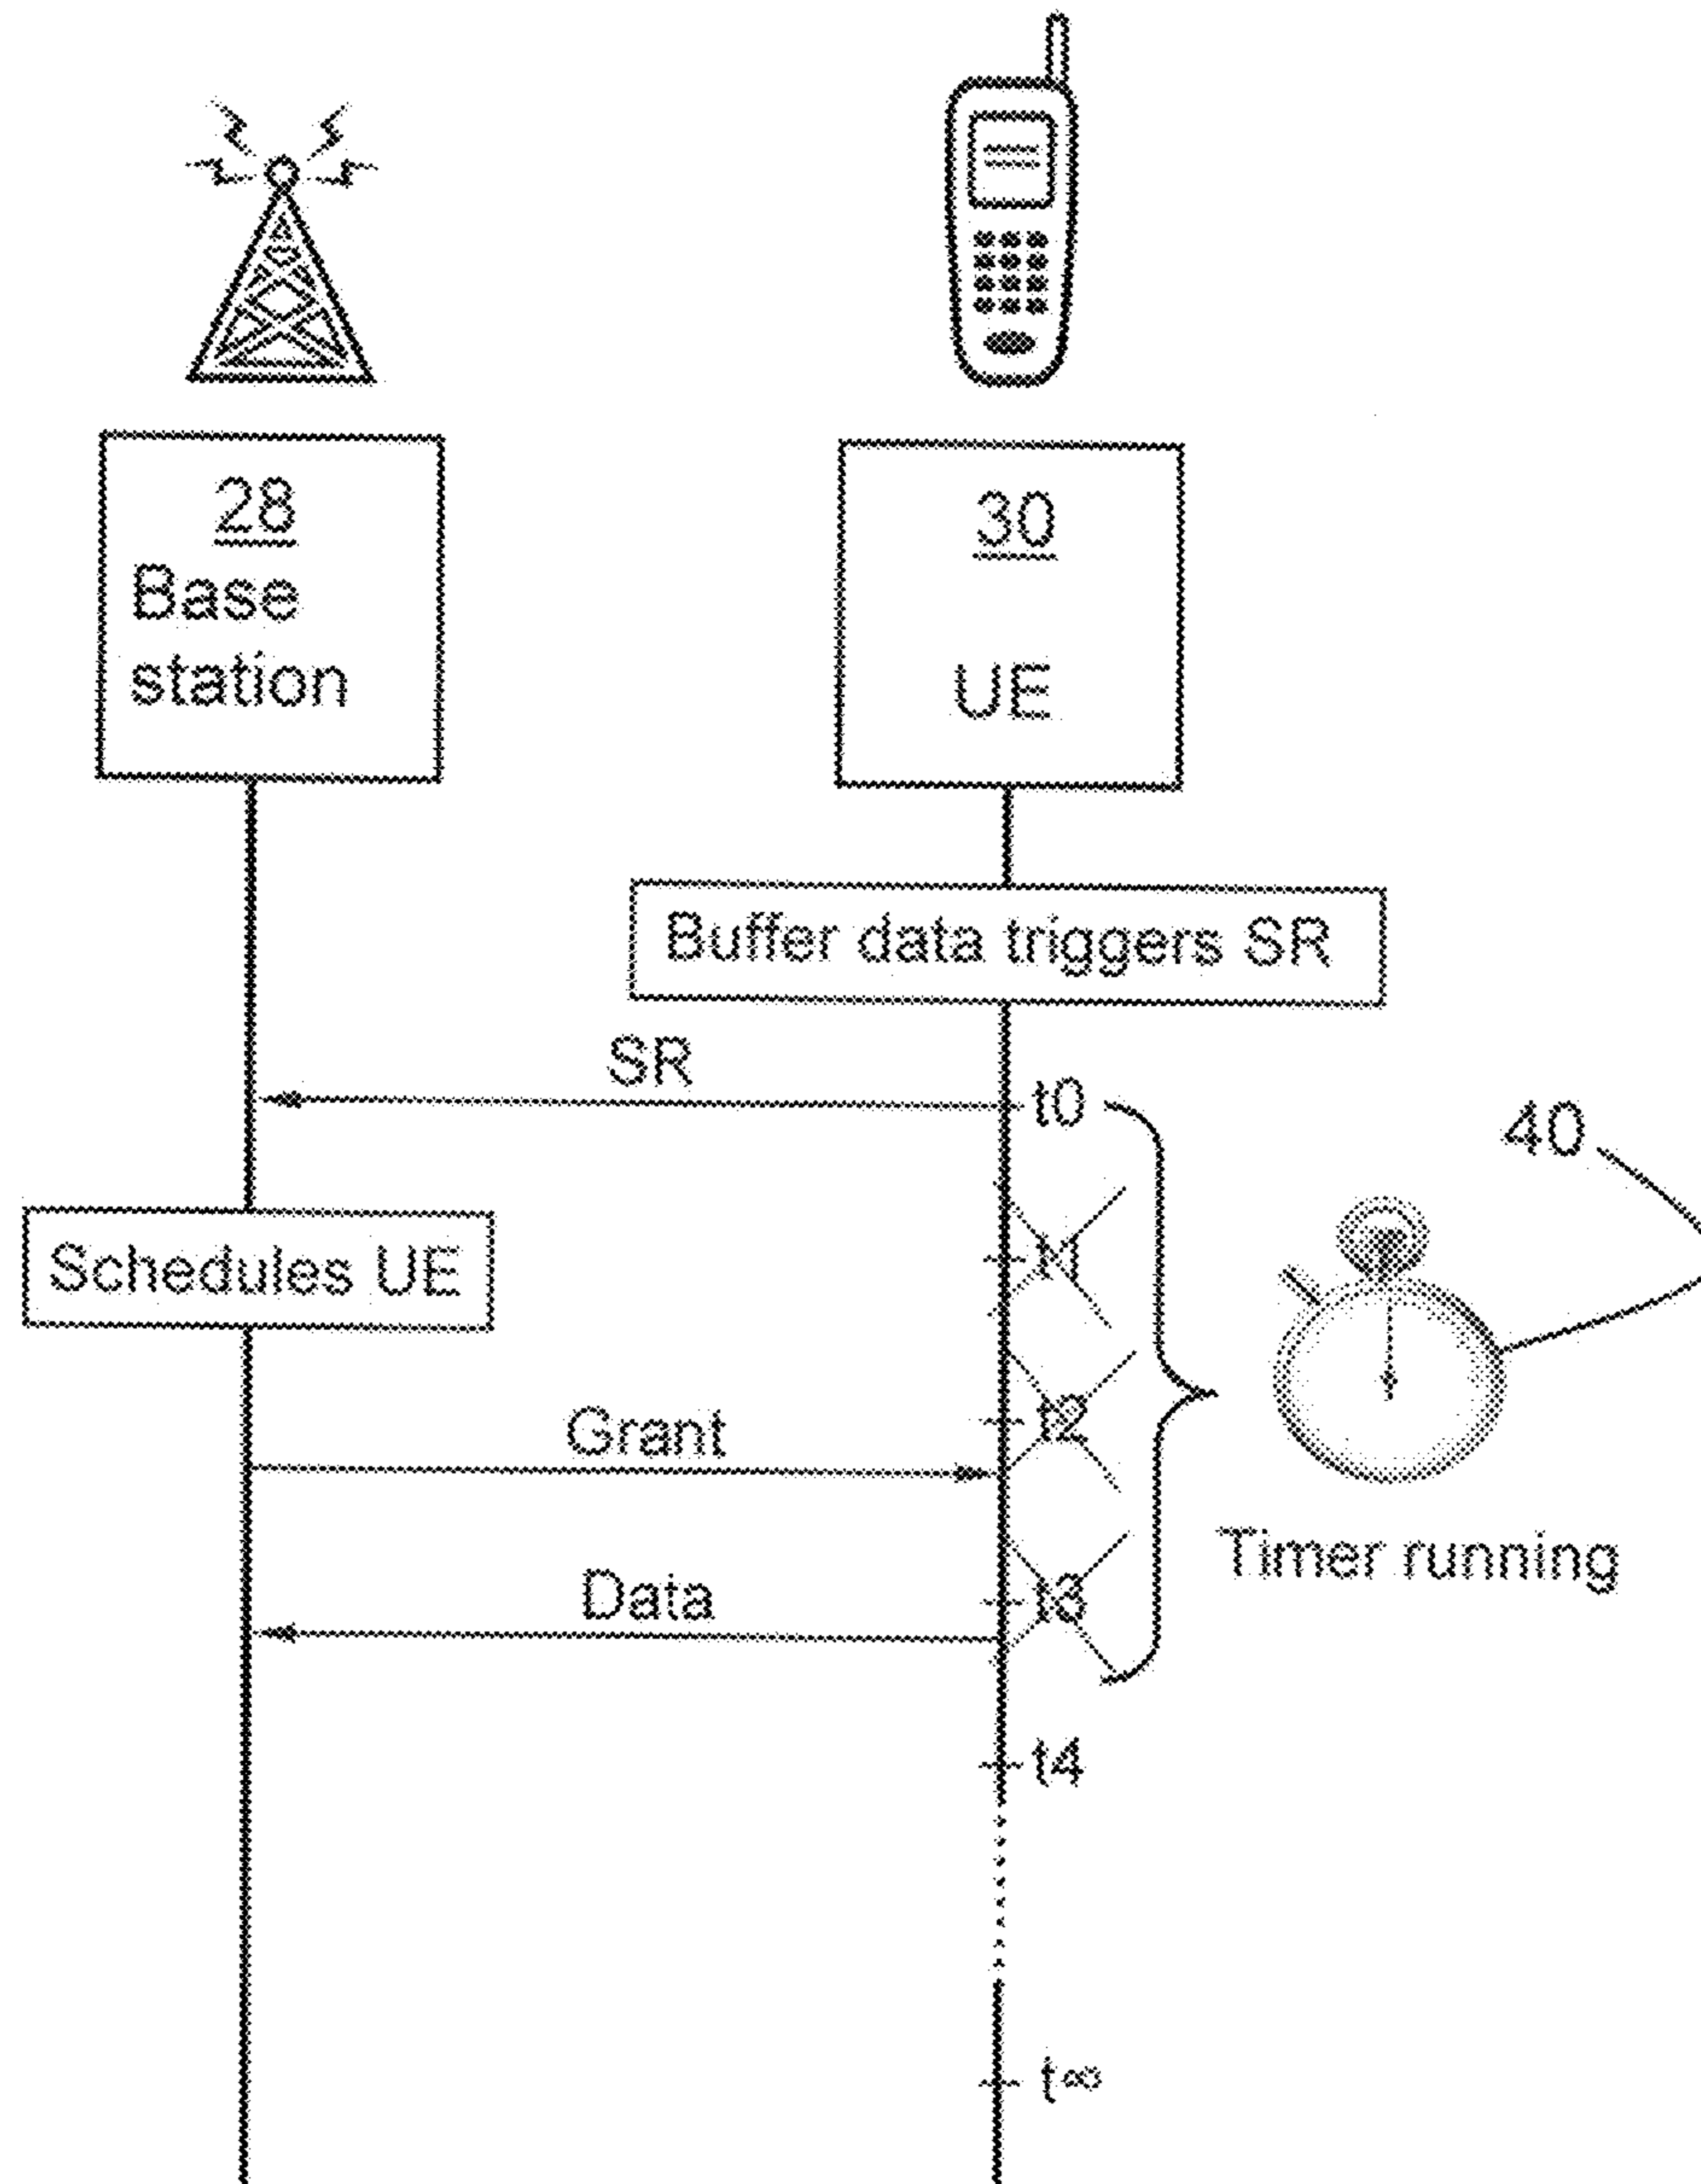 28
Base
station
30
UE
Buffer data triggers SR
SR
t0
40
Schedules UE
t1
Grant
t2
Timer running
Data
t3
t4
t∞